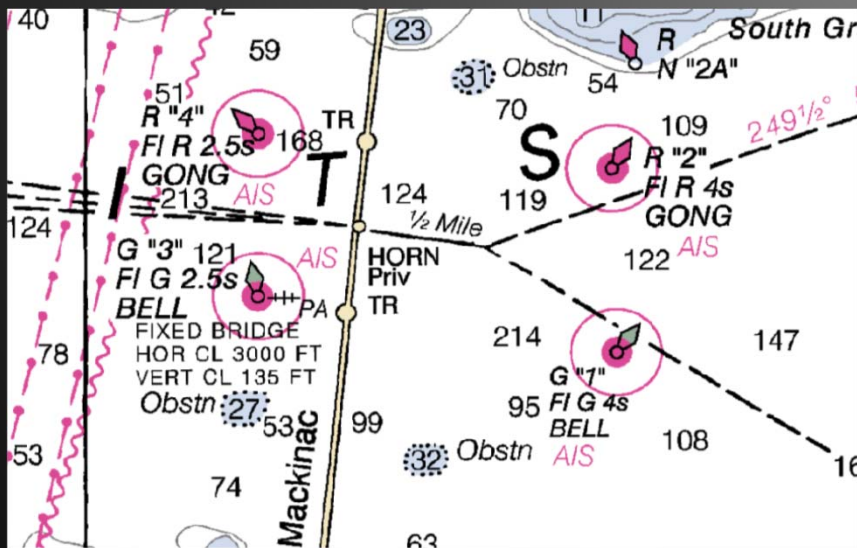 40
42
59
23
11
South Gr
51
R "4"
Fl R 2.5s
GONG
168
AIS
TR
T
31
Obstn
54
R
N "2A"
70
S
109
249½°
R "2"
Fl R 4s
GONG
AIS
119
124
213
124
½ Mile
HORN
Priv
TR
122
G "3"
Fl G 2.5s
BELL
121
AIS
PA
FIXED BRIDGE
HOR CL 3000 FT
VERT CL 135 FT
78
Obstn
27
53
99
Mackinac
214
147
G "1"
Fl G 4s
BELL
AIS
95
108
32
Obstn
53
74
63
16